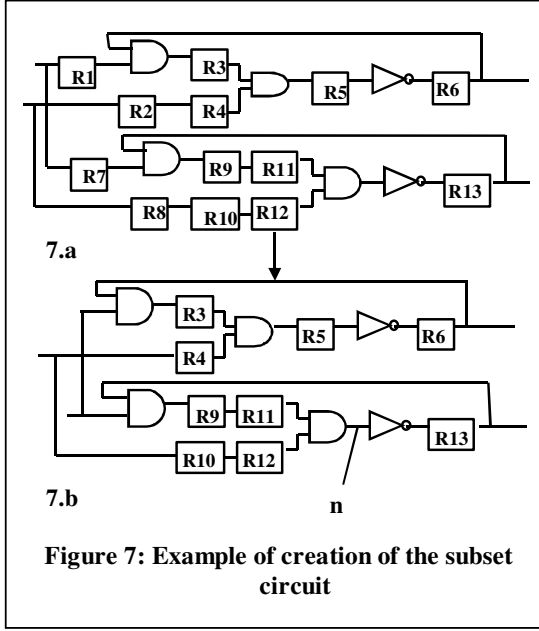 R1
R3
R5
R6
R2
R4
R7
R9
R11
R13
R8
R10
R12
7.a
R3
R5
R6
R4
R9
R11
R13
R10
R12
7.b
n
Figure 7: Example of creation of the subset
circuit